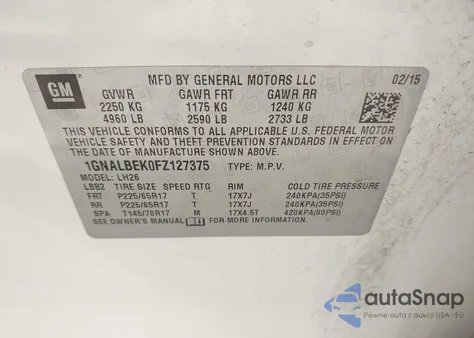 GM
MFD BY GENERAL MOTORS LLC 02/15
GVWR GAWR FRT GAWR RR
2250 KG 1175 KG 1240 KG
4960 LB 2590 LB 2733 LB
THIS VEHICLE CONFORMS TO ALL APPLICABLE U.S. FEDERAL MOTOR
VEHICLE SAFETY AND THEFT PREVENTION STANDARDS IN EFFECT
ON THE DATE OF MANUFACTURE SHOWN ABOVE.
1GNALBEK0FZ127375 TYPE: M.P.V.
MODEL: LH26
LBB2 TIRE SIZE SPEED RTG RIM COLD TIRE PRESSURE
FRT P225/65R17 T 17X7J 240KPA(35PSI)
RR P225/65R17 T 17X7J 240KPA(35PSI)
SPA T145/70R17 M 17X4.5T 420KPA(60PSI)
SEE OWNER'S MANUAL FOR MORE INFORMATION.
autoSnap
Pewne auta z aukcji USA - EU